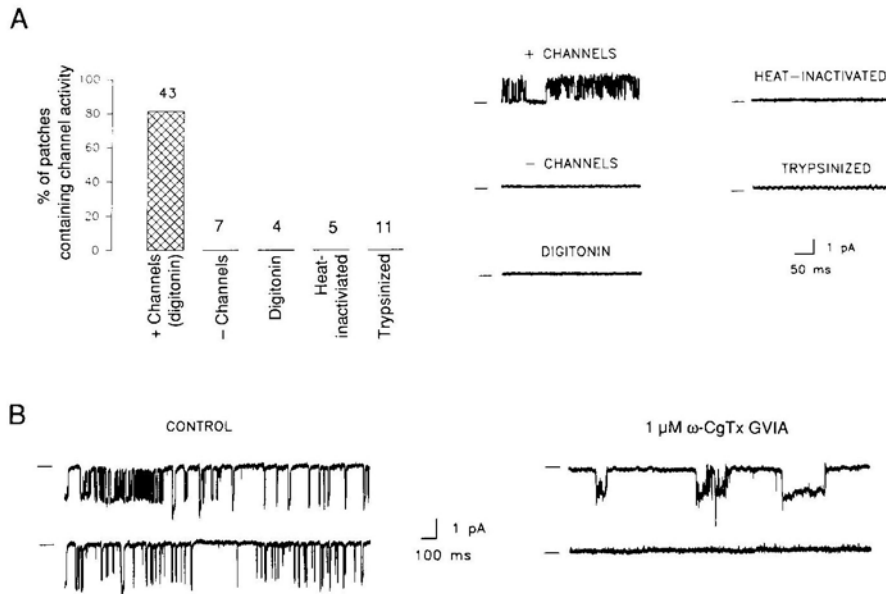 A
% of patches
containing channel activity
100
80
60
40
20
0
43
7
4
5
11
+ Channels
(digitonin)
– Channels
Digitonin
Heat-
inactiviated
Trypsinized
+ CHANNELS
– CHANNELS
DIGITONIN
HEAT–INACTIVATED
TRYPSINIZED
1 pA
50 ms
B
CONTROL
1 pA
100 ms
1 µM ω-CgTx GVIA